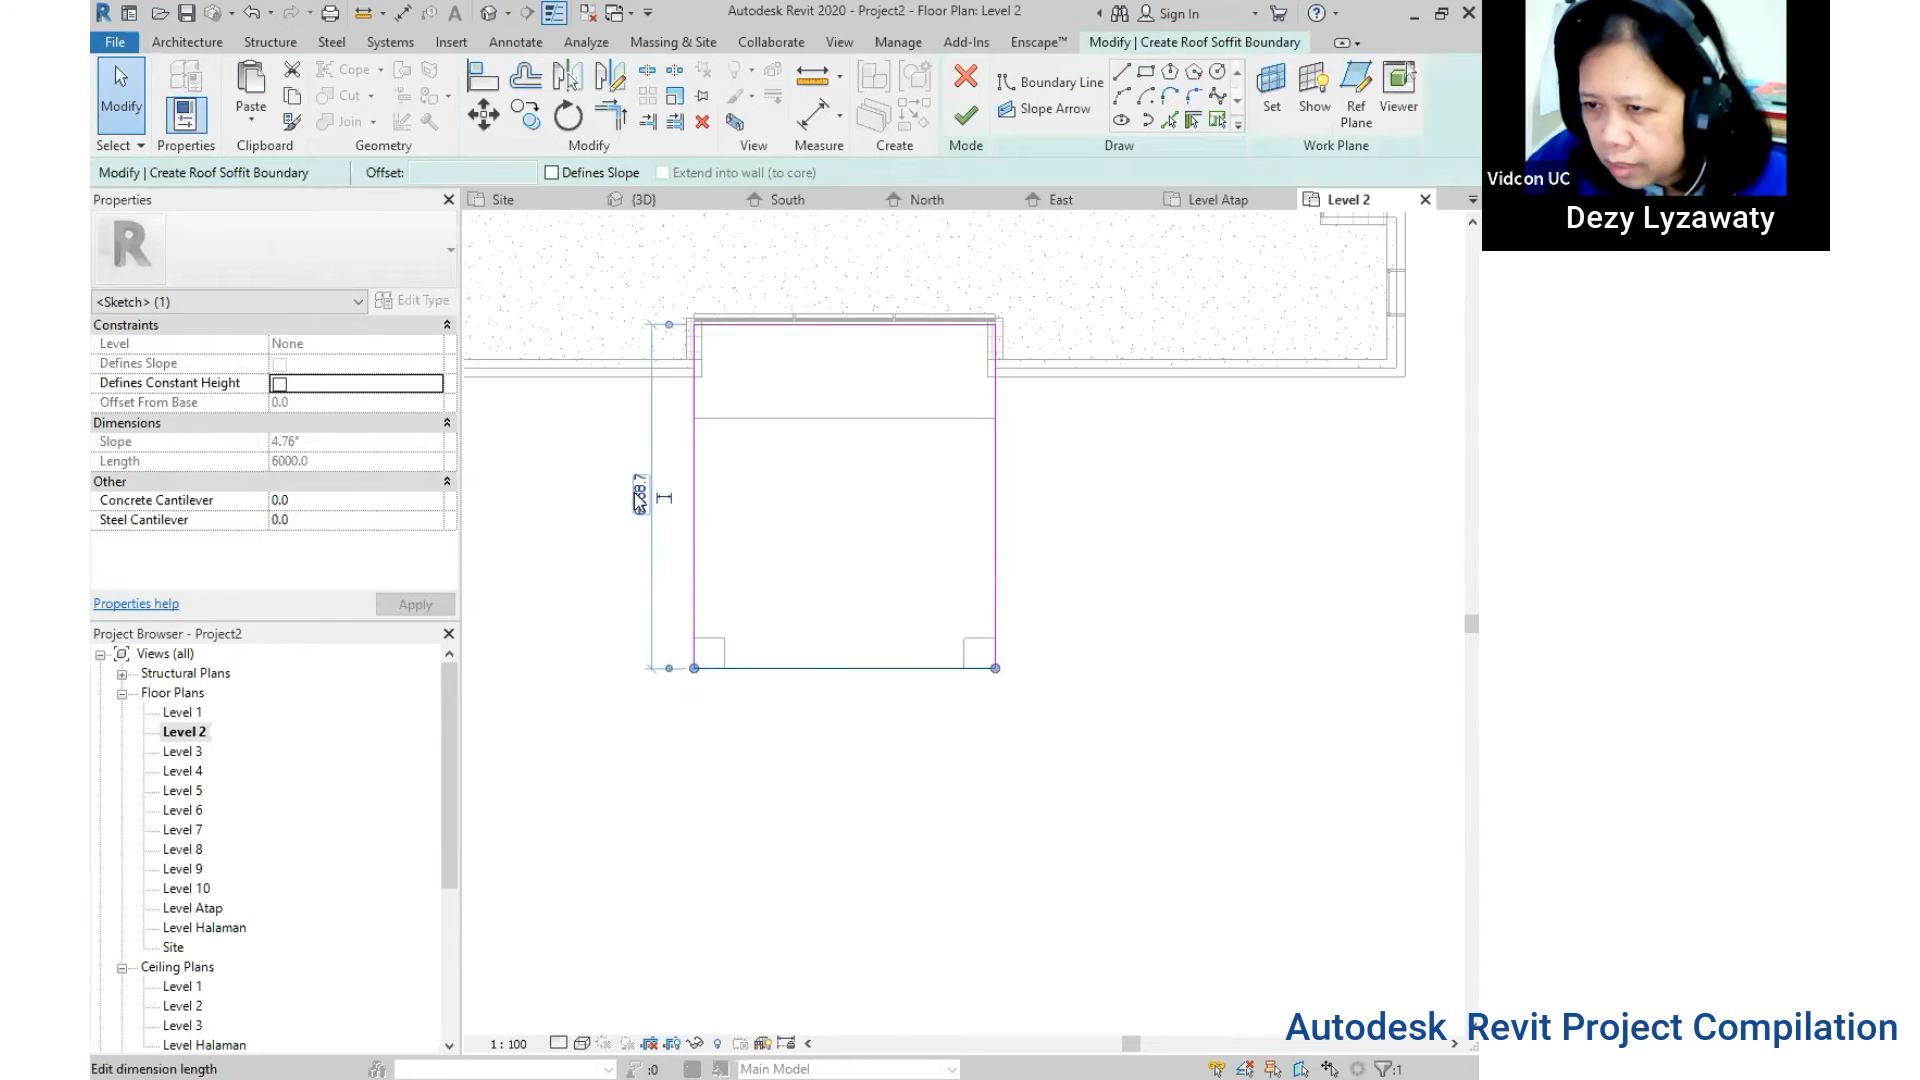 Autodesk Revit 2020 - Project2 - Floor Plan: Level 2
Sign In
File
Architecture
Structure
Steel
Systems
Insert
Annotate
Analyze
Massing & Site
Collaborate
View
Manage
Add-Ins
Enscape™
Modify | Create Roof Soffit Boundary
Modify
Paste
Cope
Cut
Join
Boundary Line
Slope Arrow
Set
Show
Ref
Plane
Viewer
Select
Properties
Clipboard
Geometry
Modify
View
Measure
Create
Mode
Draw
Work Plane
Modify | Create Roof Soffit Boundary
Offset:
Defines Slope
Extend into wall (to core)
Properties
<Sketch> (1)
Edit Type
Constraints
Level None
Defines Slope
Defines Constant Height
Offset From Base 0.0
Dimensions
Slope 4.76°
Length 6000.0
Other
Concrete Cantilever 0.0
Steel Cantilever 0.0
Properties help
Apply
Project Browser - Project2
Views (all)
Structural Plans
Floor Plans
Level 1
Level 2
Level 3
Level 4
Level 5
Level 6
Level 7
Level 8
Level 9
Level 10
Level Atap
Level Halaman
Site
Ceiling Plans
Level 1
Level 2
Level 3
Level Halaman
Site
{3D}
South
North
East
Level Atap
Level 2
1 : 100
Edit dimension length
:0
Main Model
:1
Vidcon UC
Dezy Lyzawaty
Autodesk Revit Project Compilation